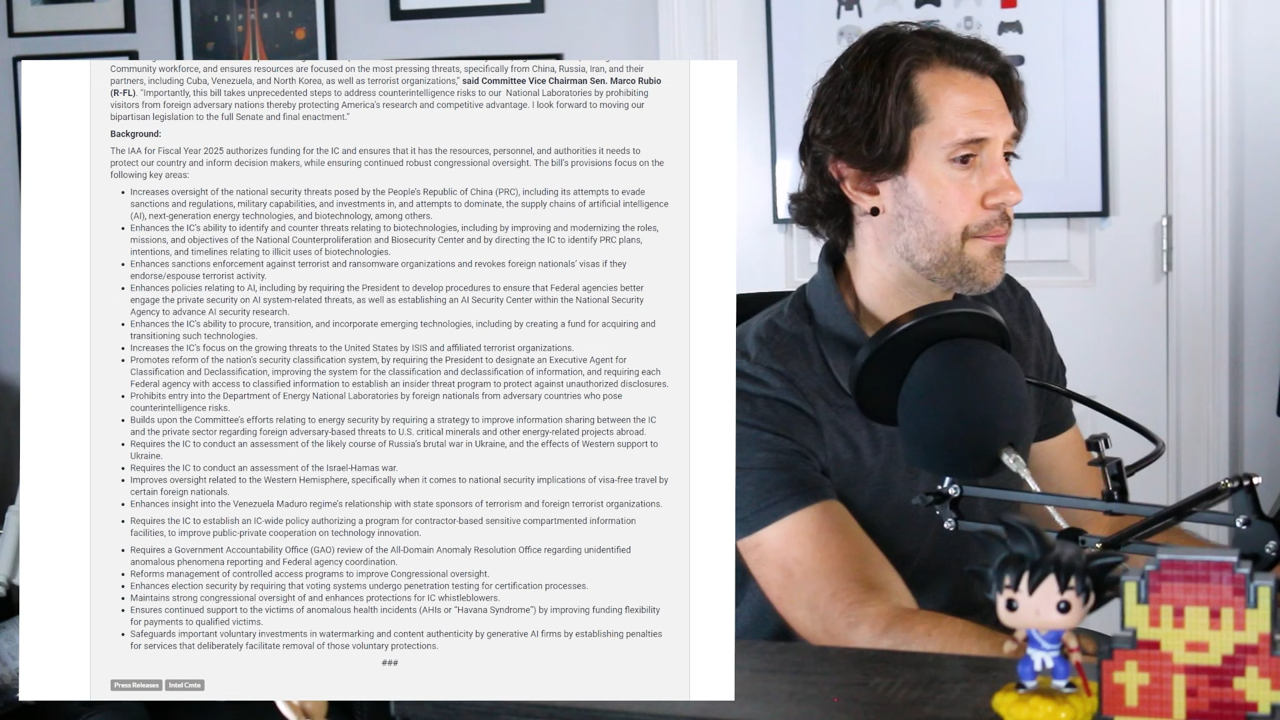 EXPANSE
Community workforce, and ensures resources are focused on the most pressing threats, specifically from China, Russia, Iran, and their
partners, including Cuba, Venezuela, and North Korea, as well as terrorist organizations,” said Committee Vice Chairman Sen. Marco Rubio
(R-FL). “Importantly, this bill takes unprecedented steps to address counterintelligence risks to our National Laboratories by prohibiting
visitors from foreign adversary nations thereby protecting America’s research and competitive advantage. I look forward to moving our
bipartisan legislation to the full Senate and final enactment.”
Background:
The IAA for Fiscal Year 2025 authorizes funding for the IC and ensures that it has the resources, personnel, and authorities it needs to
protect our country and inform decision makers, while ensuring continued robust congressional oversight. The bill’s provisions focus on the
following key areas:
• Increases oversight of the national security threats posed by the People’s Republic of China (PRC), including its attempts to evade
sanctions and regulations, military capabilities, and investments in, and attempts to dominate, the supply chains of artificial intelligence
(AI), next-generation energy technologies, and biotechnology, among others.
• Enhances the IC’s ability to identify and counter threats relating to biotechnologies, including by improving and modernizing the roles,
missions, and objectives of the National Counterproliferation and Biosecurity Center and by directing the IC to identify PRC plans,
intentions, and timelines relating to illicit uses of biotechnologies.
• Enhances sanctions enforcement against terrorist and ransomware organizations and revokes foreign nationals’ visas if they
endorse/espouse terrorist activity.
• Enhances policies relating to AI, including by requiring the President to develop procedures to ensure that Federal agencies better
engage the private security on AI system-related threats, as well as establishing an AI Security Center within the National Security
Agency to advance AI security research.
• Enhances the IC’s ability to procure, transition, and incorporate emerging technologies, including by creating a fund for acquiring and
transitioning such technologies.
• Increases the IC’s focus on the growing threats to the United States by ISIS and affiliated terrorist organizations.
• Promotes reform of the nation’s security classification system, by requiring the President to designate an Executive Agent for
Classification and Declassification, improving the system for the classification and declassification of information, and requiring each
Federal agency with access to classified information to establish an insider threat program to protect against unauthorized disclosures.
• Prohibits entry into the Department of Energy National Laboratories by foreign nationals from adversary countries who pose
counterintelligence risks.
• Builds upon the Committee’s efforts relating to energy security by requiring a strategy to improve information sharing between the IC
and the private sector regarding foreign adversary-based threats to U.S. critical minerals and other energy-related projects abroad.
• Requires the IC to conduct an assessment of the likely course of Russia’s brutal war in Ukraine, and the effects of Western support to
Ukraine.
• Requires the IC to conduct an assessment of the Israel-Hamas war.
• Improves oversight related to the Western Hemisphere, specifically when it comes to national security implications of visa-free travel by
certain foreign nationals.
• Enhances insight into the Venezuela Maduro regime’s relationship with state sponsors of terrorism and foreign terrorist organizations.
• Requires the IC to establish an IC-wide policy authorizing a program for contractor-based sensitive compartmented information
facilities, to improve public-private cooperation on technology innovation.
• Requires a Government Accountability Office (GAO) review of the All-Domain Anomaly Resolution Office regarding unidentified
anomalous phenomena reporting and Federal agency coordination.
• Reforms management of controlled access programs to improve Congressional oversight.
• Enhances election security by requiring that voting systems undergo penetration testing for certification processes.
• Maintains strong congressional oversight of and enhances protections for IC whistleblowers.
• Ensures continued support to the victims of anomalous health incidents (AHIs or “Havana Syndrome”) by improving funding flexibility
for payments to qualified victims.
• Safeguards important voluntary investments in watermarking and content authenticity by generative AI firms by establishing penalties
for services that deliberately facilitate removal of those voluntary protections.
###
Press Releases Intel Cmte